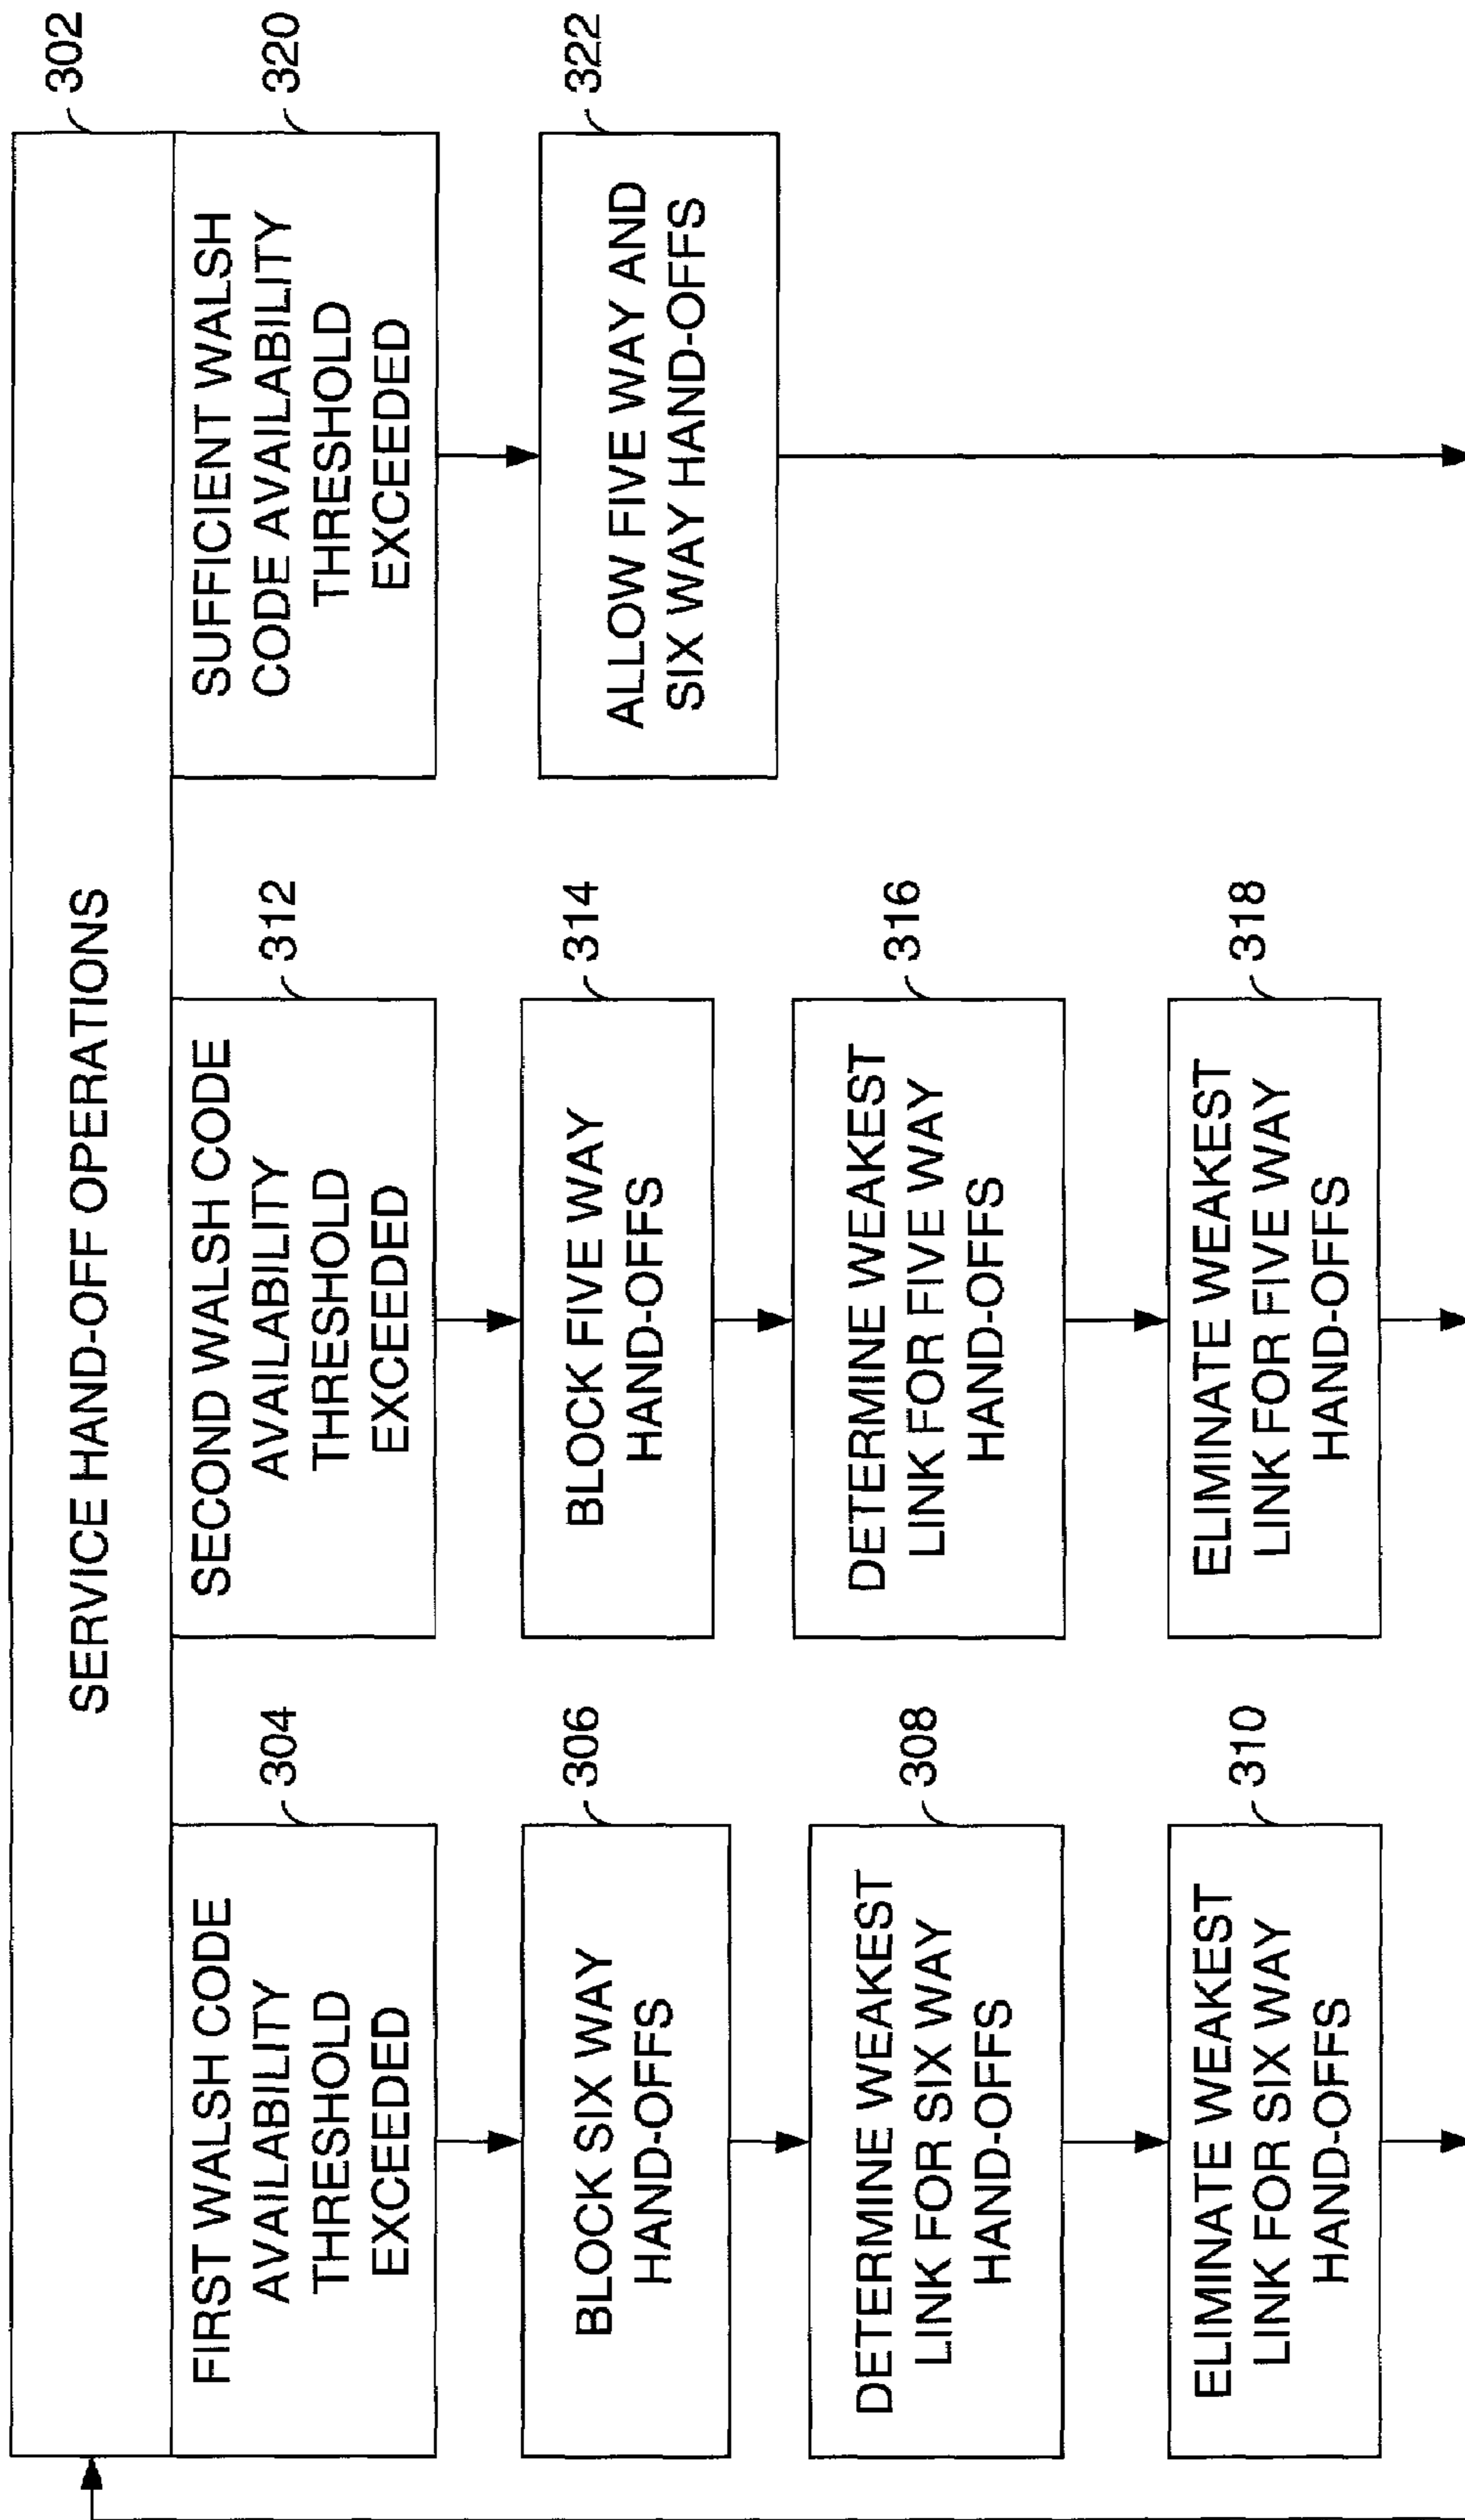 SERVICE HAND-OFF OPERATIONS
302
FIRST WALSH CODE
AVAILABILITY
THRESHOLD
EXCEEDED
304
BLOCK SIX WAY
HAND-OFFS
306
DETERMINE WEAKEST
LINK FOR SIX WAY
HAND-OFFS
308
ELIMINATE WEAKEST
LINK FOR SIX WAY
HAND-OFFS
310
SECOND WALSH CODE
AVAILABILITY
THRESHOLD
EXCEEDED
312
BLOCK FIVE WAY
HAND-OFFS
314
DETERMINE WEAKEST
LINK FOR FIVE WAY
HAND-OFFS
316
ELIMINATE WEAKEST
LINK FOR FIVE WAY
HAND-OFFS
318
SUFFICIENT WALSH
CODE AVAILABILITY
THRESHOLD
EXCEEDED
320
ALLOW FIVE WAY AND
SIX WAY HAND-OFFS
322